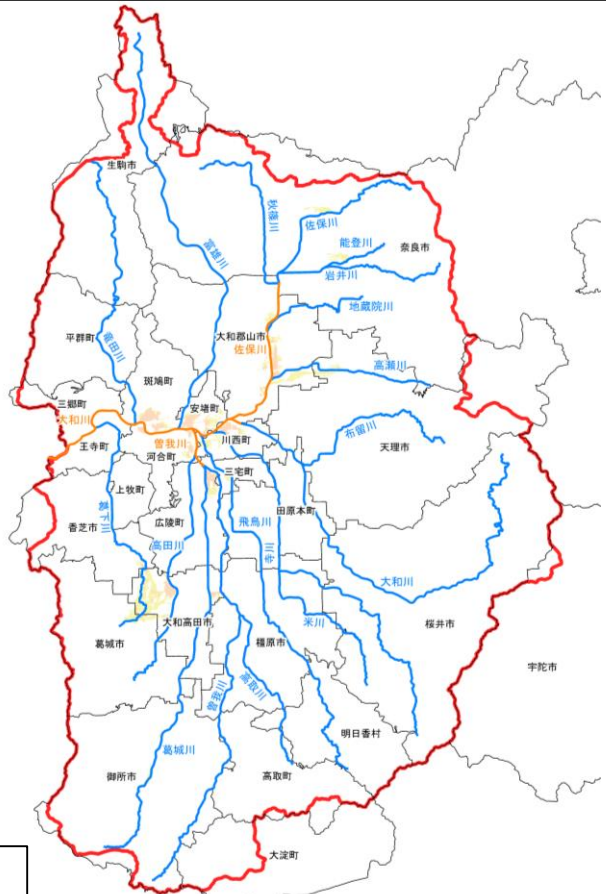 生駒市
秋篠川
佐保川
能登川
奈良市
岩井川
富雄川
地蔵院川
平群町
竜田川
大和郡山市
佐保川
斑鳩町
高瀬川
三郷町
大和川
安堵町
布留川
王寺町
曽我川
川西町
天理市
河合町
三宅町
上牧町
葛下川
香芝市
広陵町
田原本町
飛鳥川
寺川
高田川
大和川
米川
大和高田市
桜井市
葛城市
橿原市
宇陀市
高取川
曽我川
明日香村
葛城川
御所市
高取町
大淀町